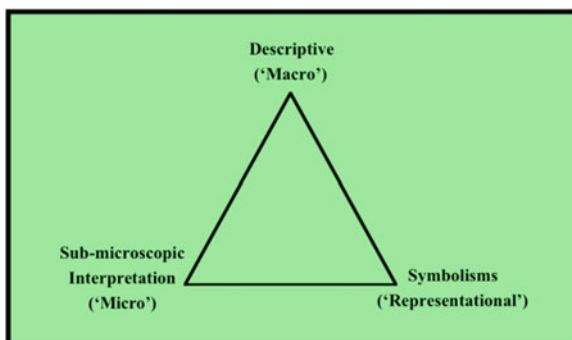 Descriptive
(‘Macro’)
Sub-microscopic
Interpretation
(‘Micro’)
Symbolisms
(‘Representational’)